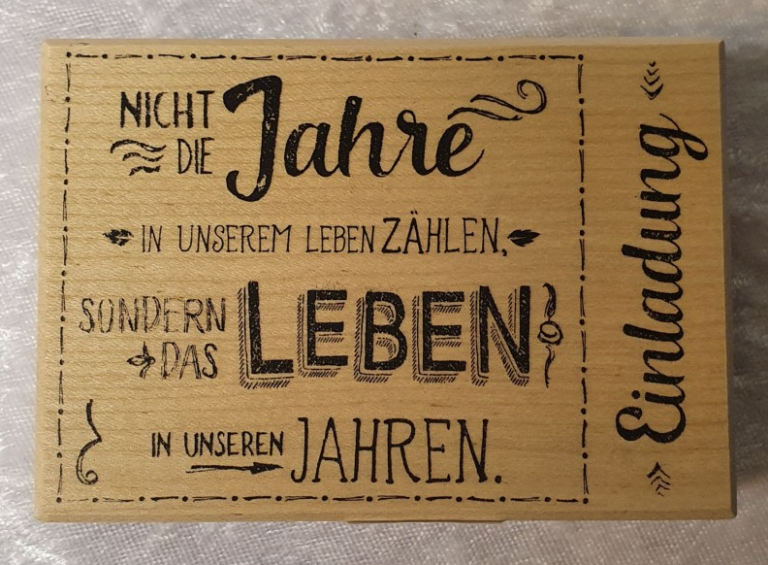 NICHT
DIE Jahre
IN UNSEREM LEBEN ZÄHLEN,
SONDERN
DAS LEBEN
IN UNSEREN JAHREN.
Einladung